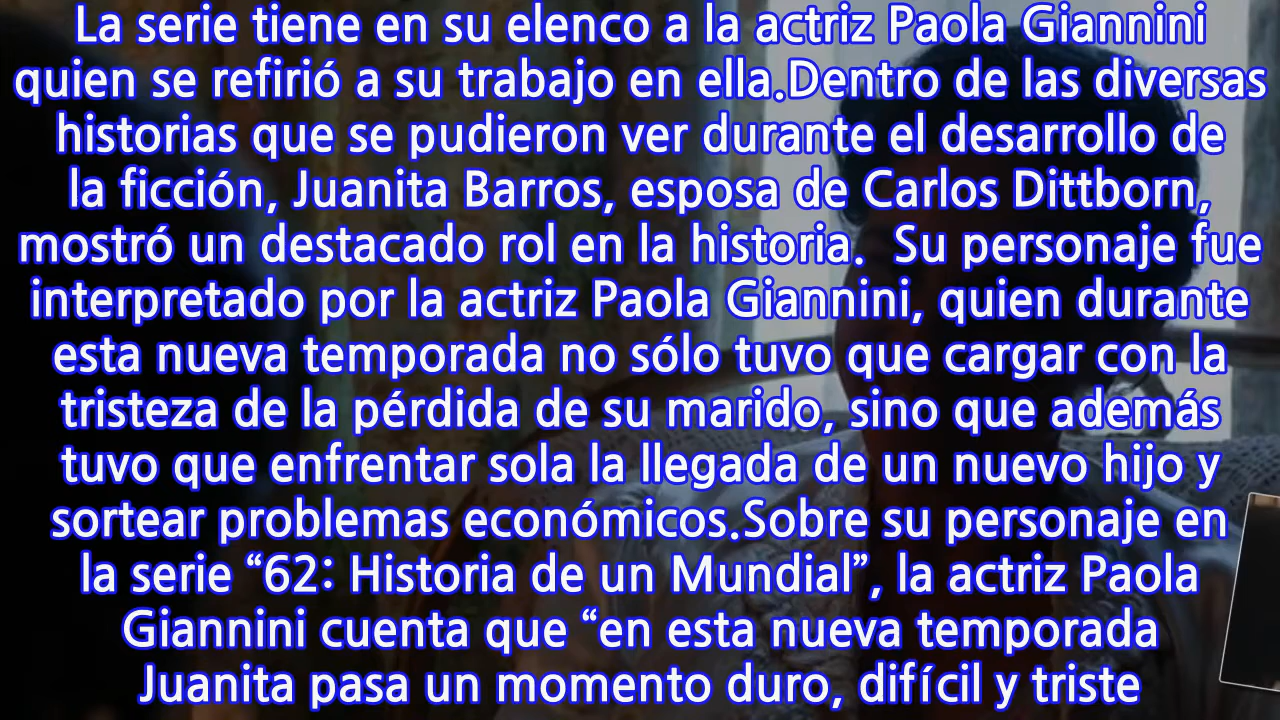 La serie tiene en su elenco a la actriz Paola Giannini
quien se refirió a su trabajo en ella.Dentro de las diversas
historias que se pudieron ver durante el desarrollo de
la ficción, Juanita Barros, esposa de Carlos Dittborn,
mostró un destacado rol en la historia.  Su personaje fue
interpretado por la actriz Paola Giannini, quien durante
esta nueva temporada no sólo tuvo que cargar con la
tristeza de la pérdida de su marido, sino que además
tuvo que enfrentar sola la llegada de un nuevo hijo y
sortear problemas económicos.Sobre su personaje en
la serie “62: Historia de un Mundial”, la actriz Paola
Giannini cuenta que “en esta nueva temporada
Juanita pasa un momento duro, difícil y triste